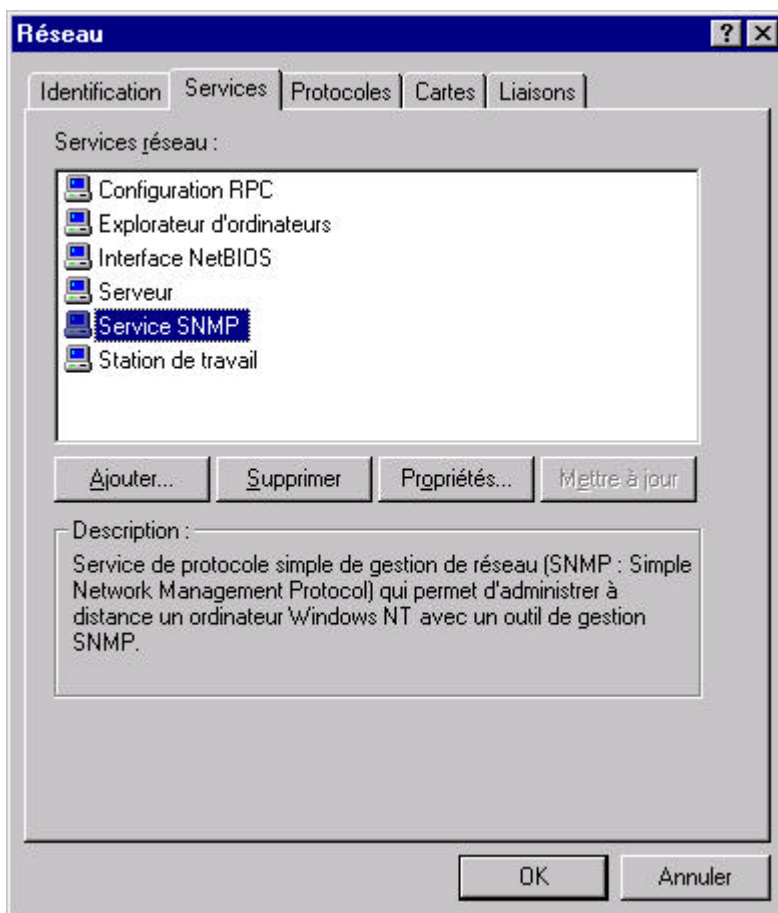 Réseau
Identification Services Protocoles Cartes Liaisons
Services réseau :
Configuration RPC
Explorateur d'ordinateurs
Interface NetBIOS
Serveur
Service SNMP
Station de travail
Ajouter... Supprimer Propriétés... Mettre à jour
Description :
Service de protocole simple de gestion de réseau (SNMP : Simple
Network Management Protocol) qui permet d'administrer à
distance un ordinateur Windows NT avec un outil de gestion
SNMP.
OK Annuler